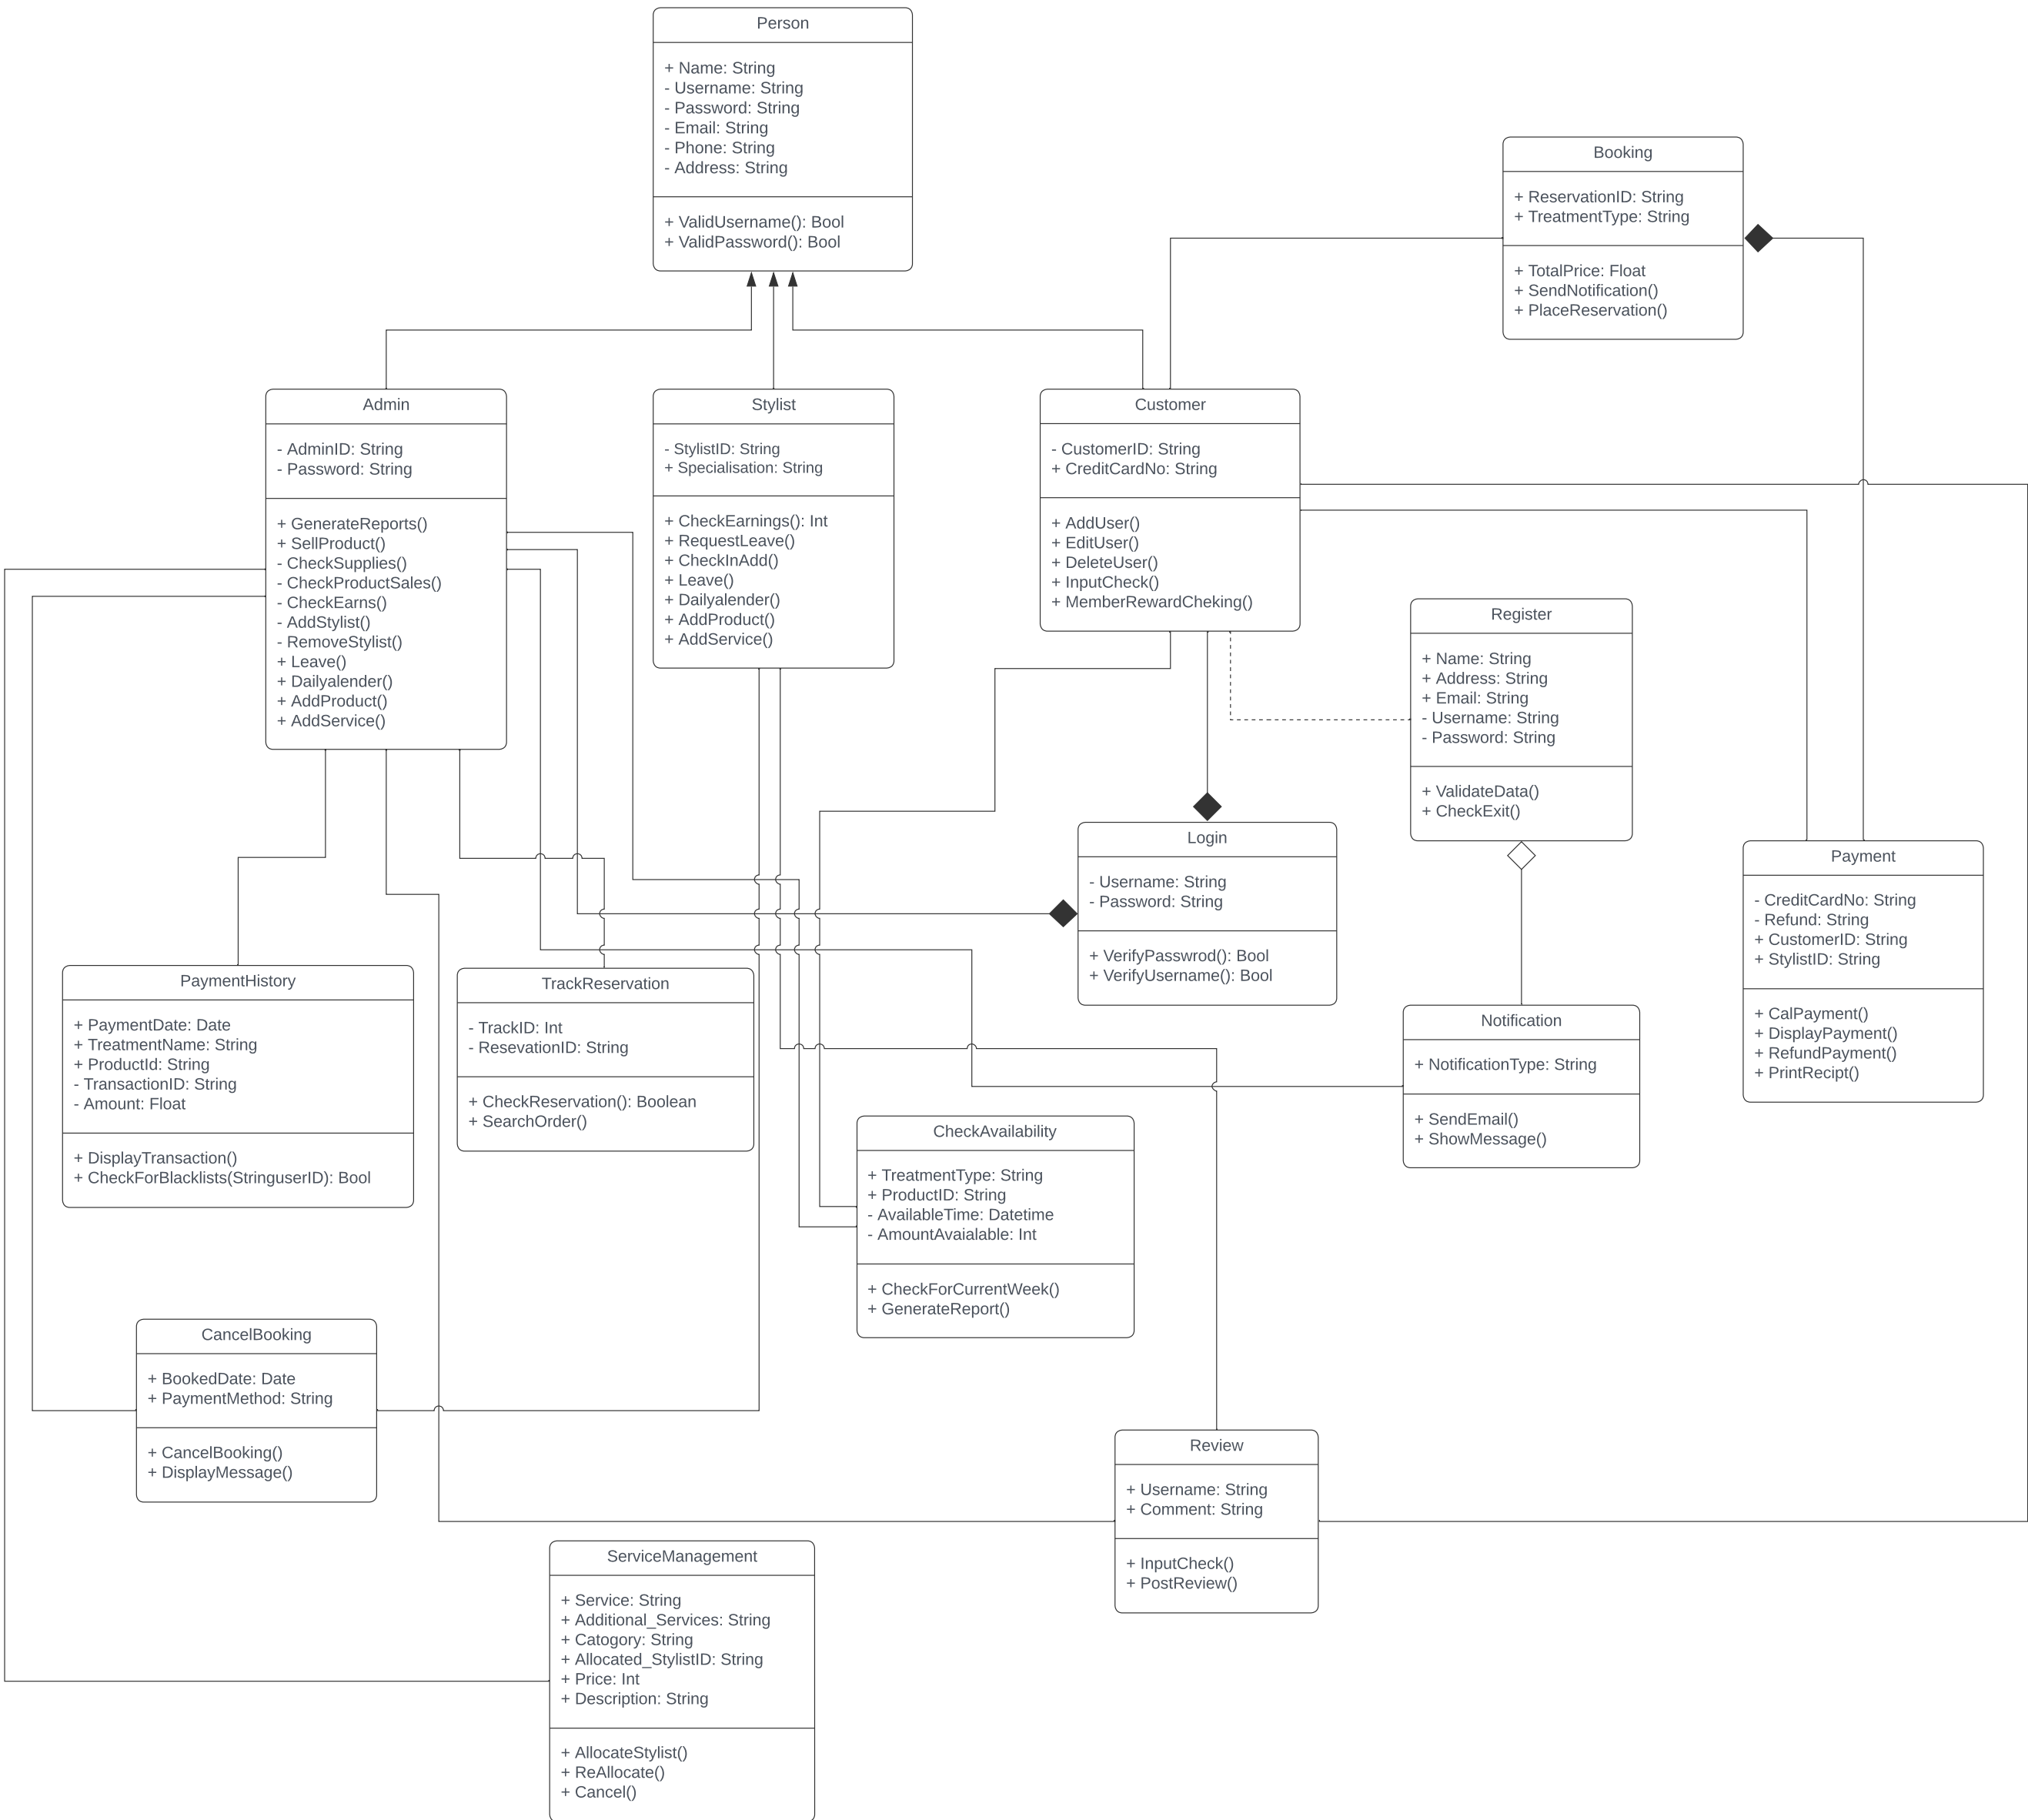 Person
+ Name: String
- Username: String
- Password: String
- Email: String
- Phone: String
- Address: String
+ ValidUsername(): Bool
+ ValidPassword(): Bool
Booking
+ ReservationID: String
+ TreatmentType: String
+ TotalPrice: Float
+ SendNotification()
+ PlaceReservation()
Admin
- AdminID: String
- Password: String
+ GenerateReports()
+ SellProduct()
- CheckSupplies()
- CheckProductSales()
- CheckEarns()
- AddStylist()
- RemoveStylist()
+ Leave()
+ Dailyalender()
+ AddProduct()
+ AddService()
Stylist
- StylistID: String
+ Specialisation: String
+ CheckEarnings(): Int
+ RequestLeave()
+ CheckInAdd()
+ Leave()
+ Dailyalender()
+ AddProduct()
+ AddService()
Customer
- CustomerID: String
+ CreditCardNo: String
+ AddUser()
+ EditUser()
+ DeleteUser()
+ InputCheck()
+ MemberRewardCheking()
Register
+ Name: String
+ Address: String
+ Email: String
- Username: String
- Password: String
+ ValidateData()
+ CheckExit()
Login
- Username: String
- Password: String
+ VerifyPasswrod(): Bool
+ VerifyUsername(): Bool
Payment
- CreditCardNo: String
- Refund: String
+ CustomerID: String
+ StylistID: String
+ CalPayment()
+ DisplayPayment()
+ RefundPayment()
+ PrintRecipt()
PaymentHistory
+ PaymentDate: Date
+ TreatmentName: String
+ ProductId: String
- TransactionID: String
- Amount: Float
+ DisplayTransaction()
+ CheckForBlacklists(StringuserID): Bool
TrackReservation
- TrackID: Int
- ResevationID: String
+ CheckReservation(): Boolean
+ SearchOrder()
Notification
+ NotificationType: String
+ SendEmail()
+ ShowMessage()
CheckAvailability
+ TreatmentType: String
+ ProductID: String
- AvailableTime: Datetime
- AmountAvaialable: Int
+ CheckForCurrentWeek()
+ GenerateReport()
CancelBooking
+ BookedDate: Date
+ PaymentMethod: String
+ CancelBooking()
+ DisplayMessage()
Review
+ Username: String
+ Comment: String
+ InputCheck()
+ PostReview()
ServiceManagement
+ Service: String
+ Additional_Services: String
+ Catogory: String
+ Allocated_StylistID: String
+ Price: Int
+ Description: String
+ AllocateStylist()
+ ReAllocate()
+ Cancel()